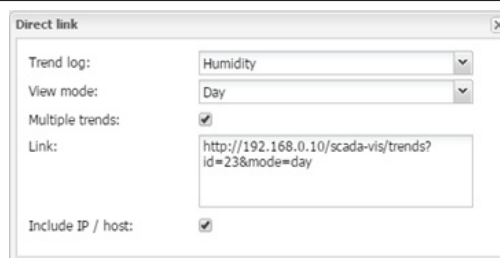 Direct link
Trend log: Humidity
View mode: Day
Multiple trends:
Link: http://192.168.0.10/scada-vis/trends?
id=23&mode=day
Include IP / host: